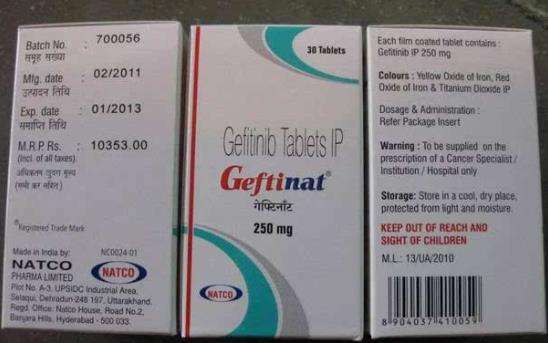 Batch No. : 700056
समूह संख्या
Mfg. date : 02/2011
उत्पादन तिथि
Exp. date : 01/2013
समाप्ति तिथि
M.R.P Rs. : 10353.00
(Incl. of all taxes).
अधिकतम खुदरा मूल्य
(सभी कर सहित)
®Registered Trade Mark
Made in India by: NC0024-01
NATCO
PHARMA LIMITED
NATCO
Plot No. A-3, UPSIDC Industrial Area,
Selaqui, Dehradun-248 197, Uttarakhand.
Regd. Office: Natco House, Road No.2,
Banjara Hills, Hyderabad - 500 033.
30 Tablets
Gefitinib Tablets IP
Geftinat®
गेफ्टिनॉट
250 mg
NATCO
Each film coated tablet contains :
Gefitinib IP 250 mg
Colours : Yellow Oxide of Iron, Red
Oxide of Iron & Titanium Dioxide IP
Dosage & Administration :
Refer Package Insert
Warning : To be supplied on the
prescription of a Cancer Specialist /
Institution / Hospital only
Storage: Store in a cool, dry place,
protected from light and moisture.
KEEP OUT OF REACH AND
SIGHT OF CHILDREN
M.L.: 13/UA/2010
8 904037 410059